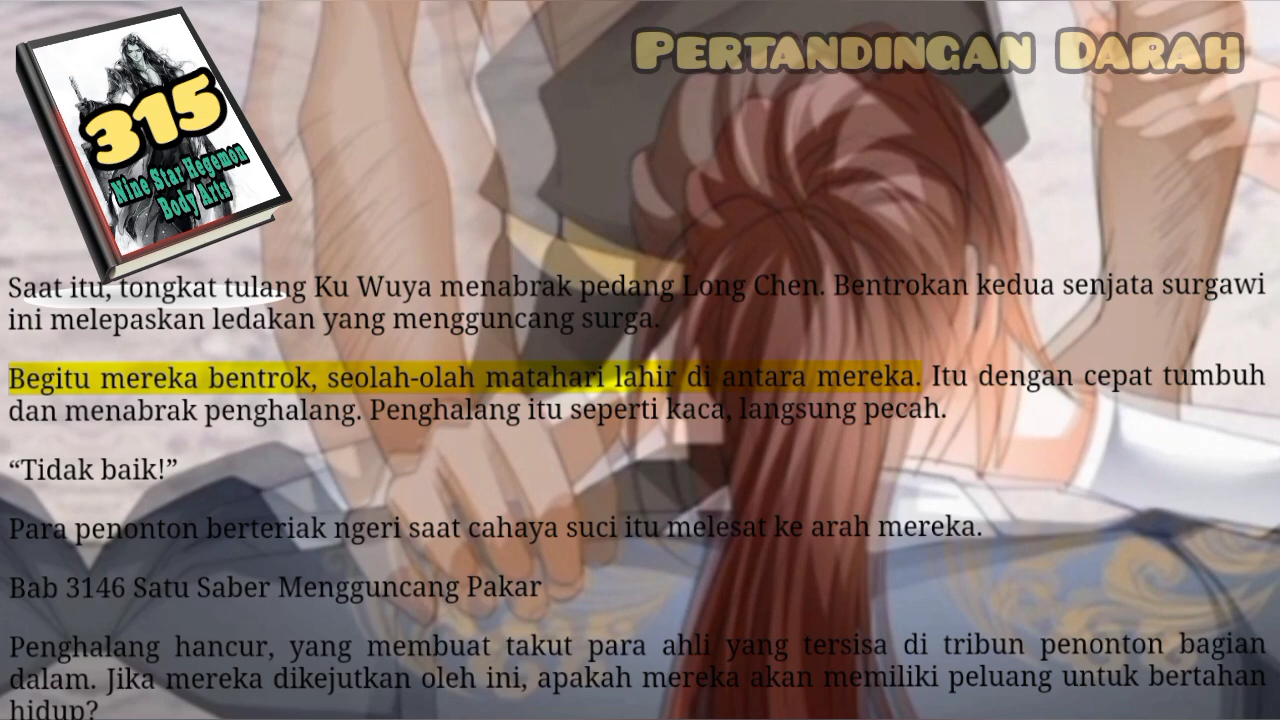 PERTANDINGAN DARAH
315
Nine Star Hegemon
Body Arts
Saat itu, tongkat tulang Ku Wuya menabrak pedang Long Chen. Bentrokan kedua senjata surgawi
ini melepaskan ledakan yang mengguncang surga.
Begitu mereka bentrok, seolah-olah matahari lahir di antara mereka. Itu dengan cepat tumbuh
dan menabrak penghalang. Penghalang itu seperti kaca, langsung pecah.
“Tidak baik!”
Para penonton berteriak ngeri saat cahaya suci itu melesat ke arah mereka.
Bab 3146 Satu Saber Mengguncang Pakar
Penghalang hancur, yang membuat takut para ahli yang tersisa di tribun penonton bagian
dalam. Jika mereka dikejutkan oleh ini, apakah mereka akan memiliki peluang untuk bertahan
hidup?